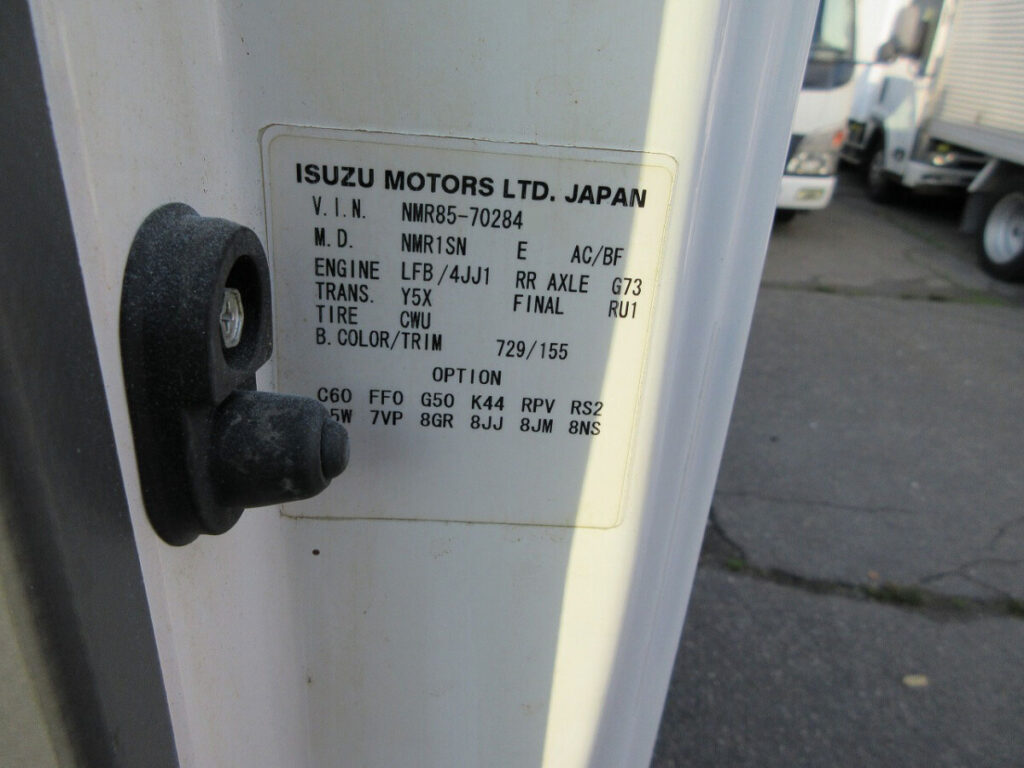 ISUZU MOTORS LTD. JAPAN
V.I.N. NMR85-70284
M.D. NMR1SN E AC/BF
ENGINE LFB/4JJ1 RR AXLE G73
TRANS. Y5X FINAL RU1
TIRE CWU
B.COLOR/TRIM 729/155
OPTION
C60 FF0 G50 K44 RPV RS2
7VP 8GR 8JJ 8JM 8NS